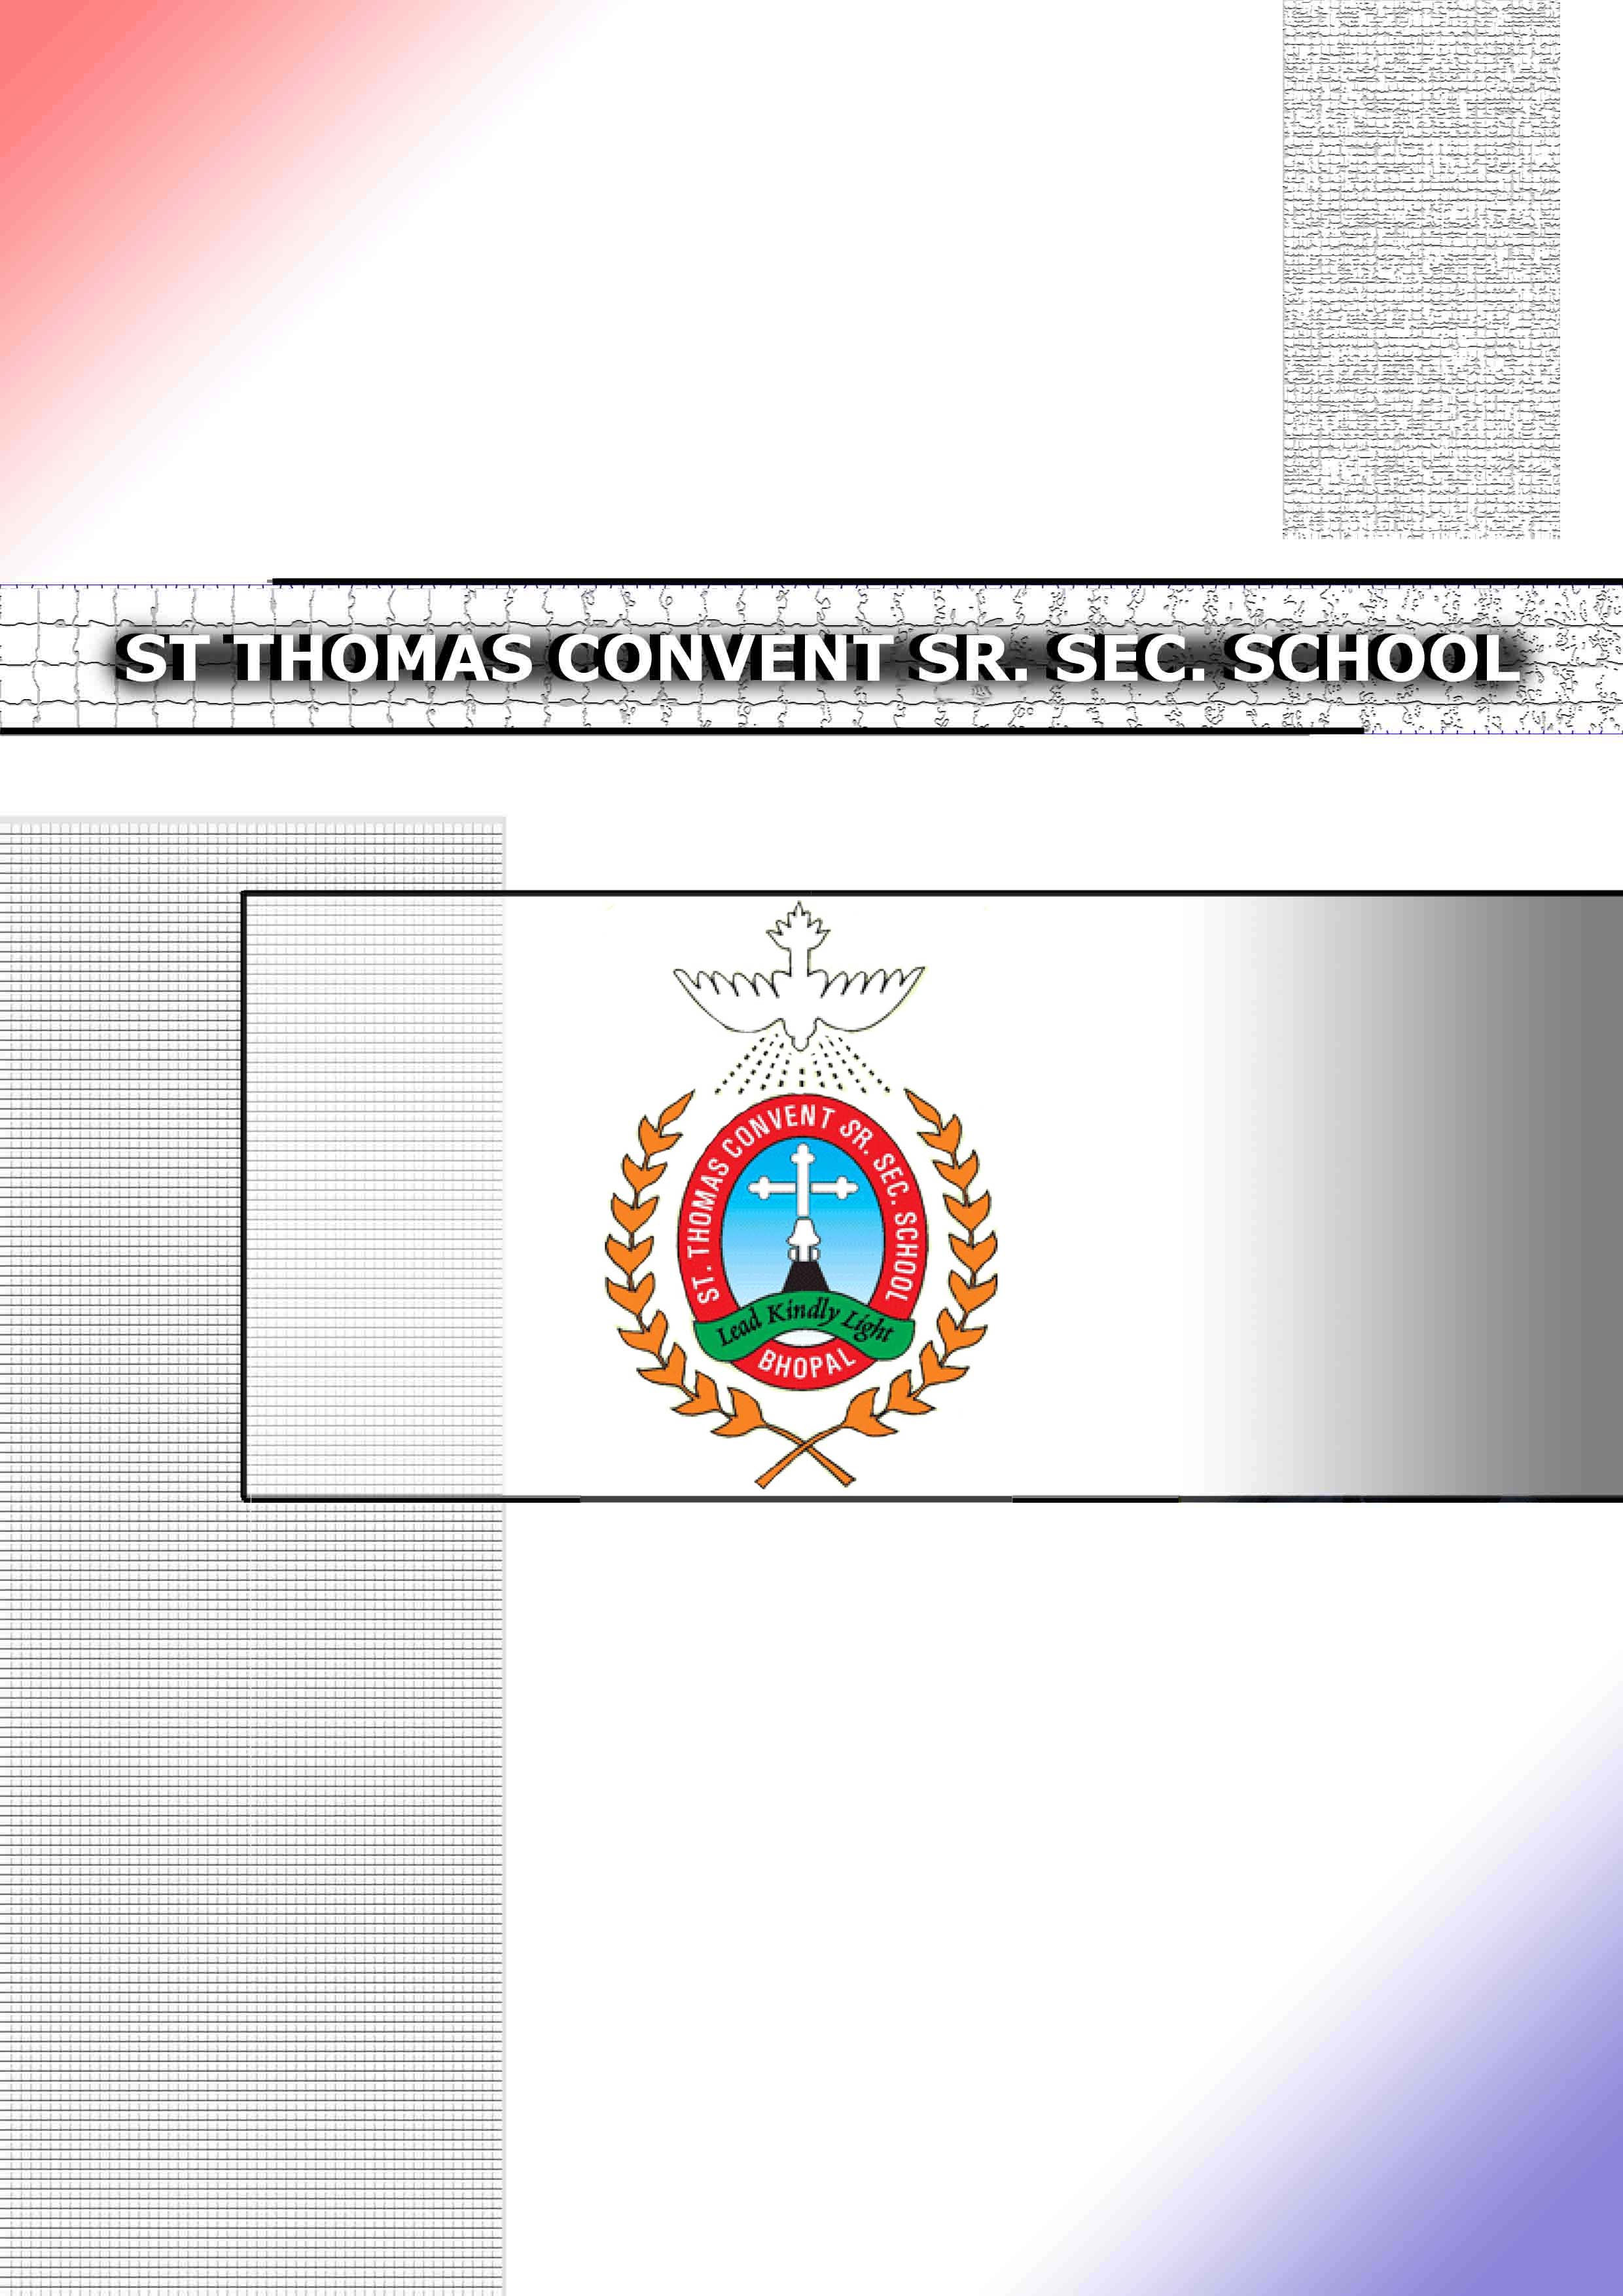 ST THOMAS CONVENT SR. SEC. SCHOOL
ST. THOMAS CONVENT SR. SEC. SCHOOL
Lead Kindly Light
BHOPAL